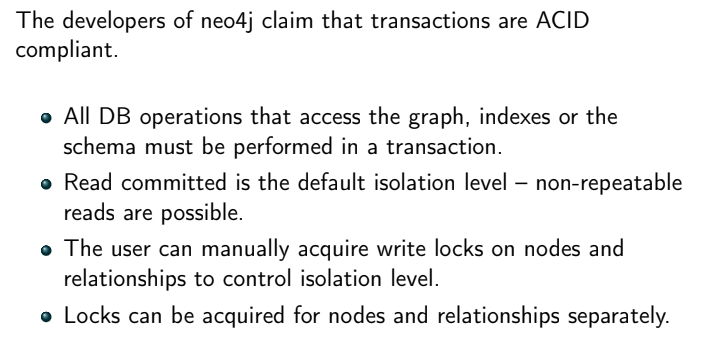 The developers of neo4j claim that transactions are ACID
compliant.
All DB operations that access the graph, indexes or the
schema must be performed in a transaction.
Read committed is the default isolation level – non-repeatable
reads are possible.
The user can manually acquire write locks on nodes and
relationships to control isolation level.
Locks can be acquired for nodes and relationships separately.